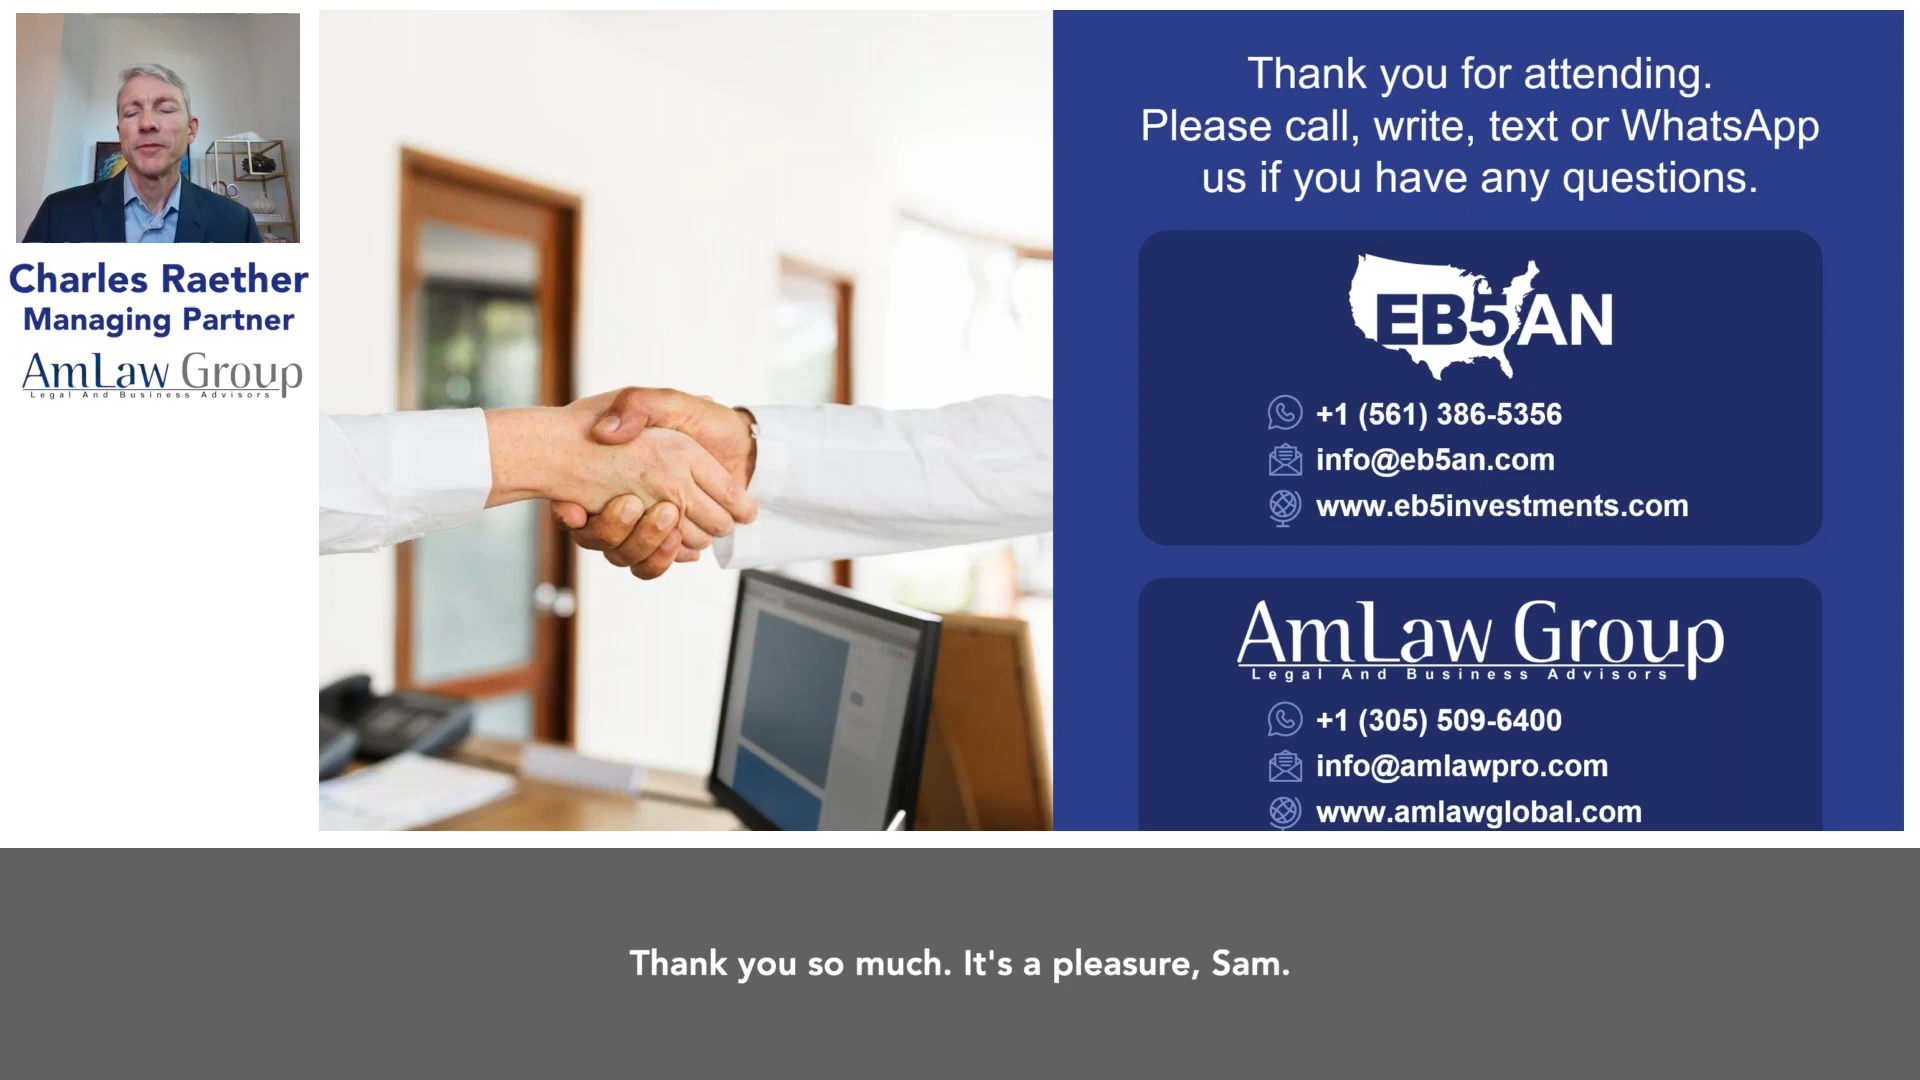 Charles Raether
Managing Partner
AmLaw Group
Legal And Business Advisors
Thank you for attending.
Please call, write, text or WhatsApp
us if you have any questions.
EB5AN
+1 (561) 386-5356
info@eb5an.com
www.eb5investments.com
AmLaw Group
Legal And Business Advisors
+1 (305) 509-6400
info@amlawpro.com
www.amlawglobal.com
Thank you so much. It's a pleasure, Sam.